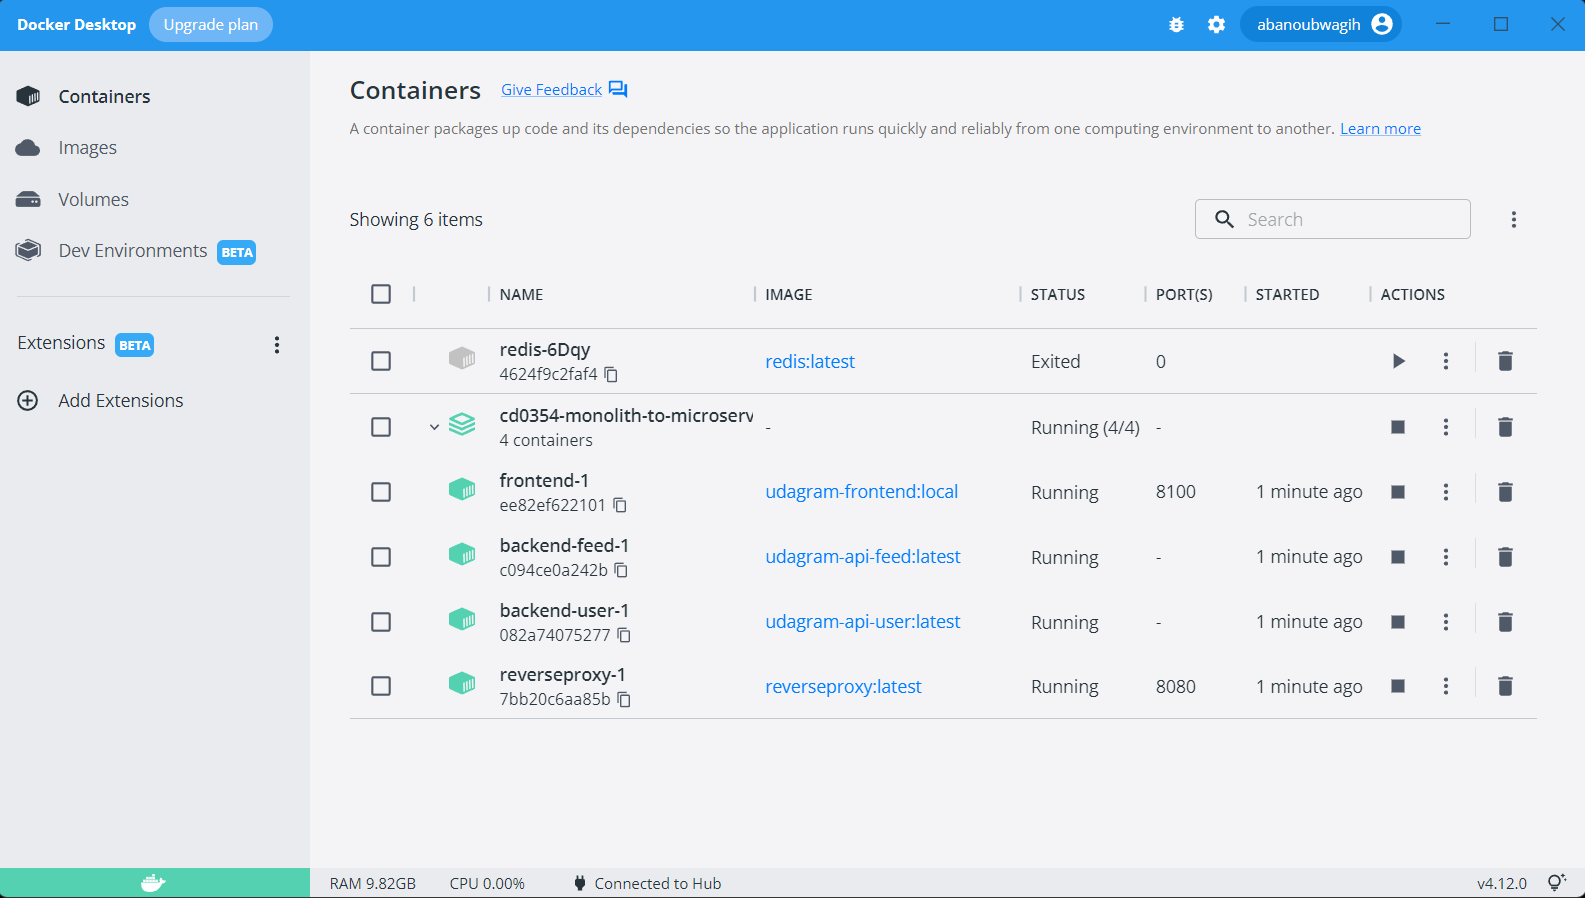 Docker Desktop Upgrade plan abanoubwagih
Containers
Images
Volumes
Dev Environments BETA
Extensions BETA
Add Extensions
Containers Give Feedback
A container packages up code and its dependencies so the application runs quickly and reliably from one computing environment to another. Learn more
Showing 6 items Search
NAME IMAGE STATUS PORT(S) STARTED ACTIONS
redis-6Dqy
4624f9c2faf4 redis:latest Exited 0
cd0354-monolith-to-microserv
4 containers - Running (4/4) -
frontend-1
ee82ef622101 udagram-frontend:local Running 8100 1 minute ago
backend-feed-1
c094ce0a242b udagram-api-feed:latest Running - 1 minute ago
backend-user-1
082a74075277 udagram-api-user:latest Running - 1 minute ago
reverseproxy-1
7bb20c6aa85b reverseproxy:latest Running 8080 1 minute ago
RAM 9.82GB CPU 0.00% Connected to Hub v4.12.0